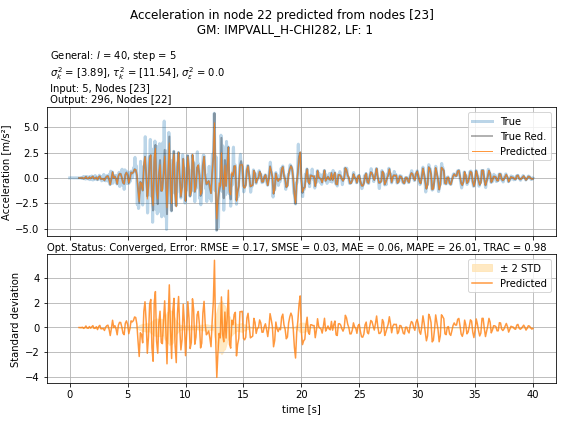 Acceleration in node 22 predicted from nodes [23]
GM: IMPVALL_H-CHI282, LF: 1
General: l = 40, step = 5
σ²ₖ = [3.89], τ²ₖ = [11.54], σ²ε = 0.0
Input: 5, Nodes [23]
Output: 296, Nodes [22]
Acceleration [m/s²]
5.0
2.5
0.0
−2.5
−5.0
True
True Red.
Predicted
Opt. Status: Converged, Error: RMSE = 0.17, SMSE = 0.03, MAE = 0.06, MAPE = 26.01, TRAC = 0.98
Standard deviation
4
2
0
−2
−4
± 2 STD
Predicted
0 5 10 15 20 25 30 35 40
time [s]